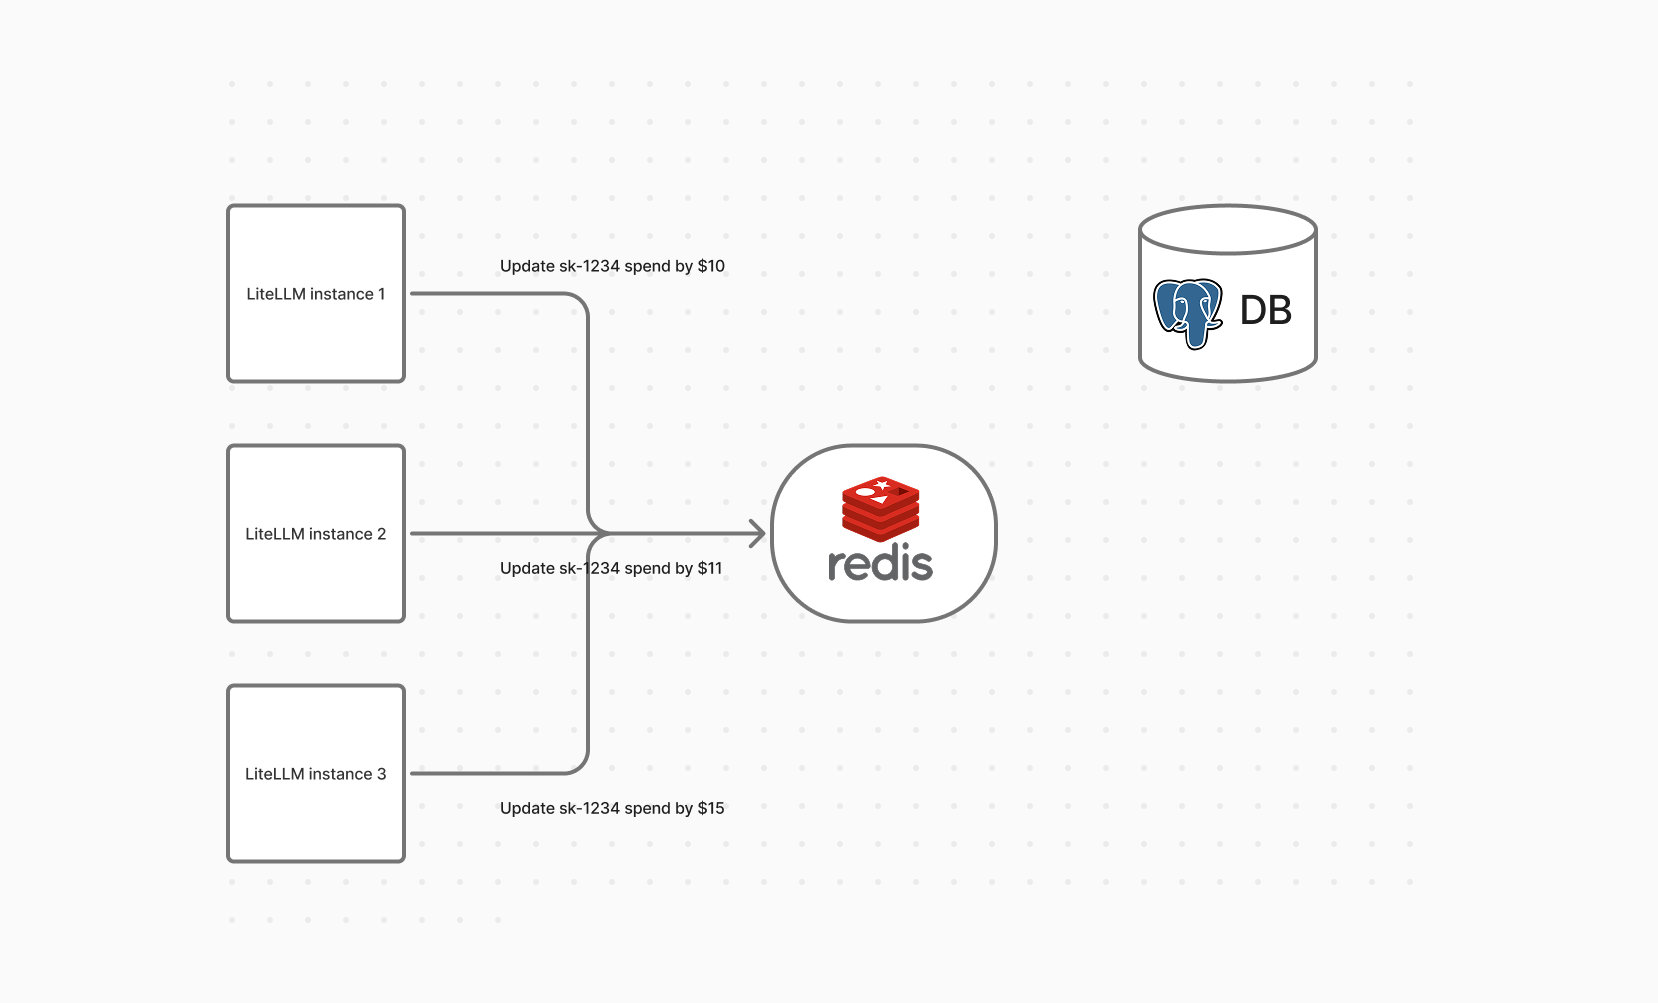 Update sk-1234 spend by $10
LiteLLM instance 1
DB
LiteLLM instance 2
Update sk-1234 spend by $11
redis
LiteLLM instance 3
Update sk-1234 spend by $15